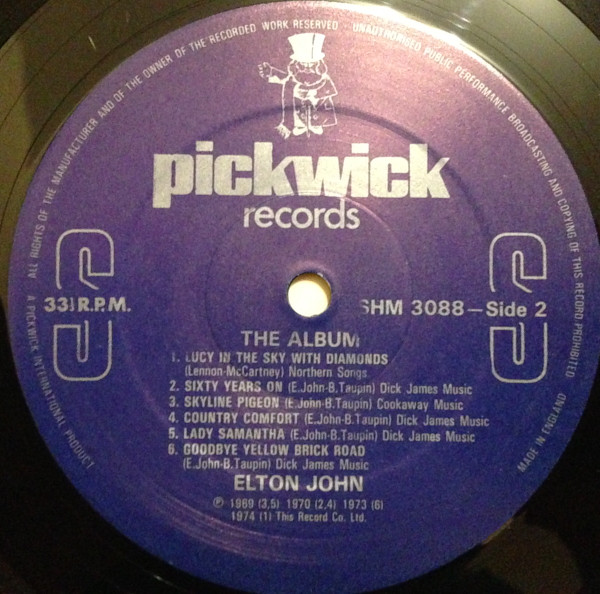 ALL RIGHTS OF THE MANUFACTURER AND OF THE OWNER OF THE RECORDED WORK RESERVED - UNAUTHORISED PUBLIC PERFORMANCE BROADCASTING AND COPYING OF THIS RECORD PROHIBITED
pickwick
records
33⅓ R.P.M.
SHM 3088 – Side 2
THE ALBUM
1. LUCY IN THE SKY WITH DIAMONDS
(Lennon-McCartney) Northern Songs
2. SIXTY YEARS ON (E.John-B.Taupin) Dick James Music
3. SKYLINE PIGEON (E.John-B.Taupin) Cookaway Music
4. COUNTRY COMFORT (E.John-B.Taupin) Dick James Music
5. LADY SAMANTHA (E.John-B.Taupin) Dick James Music
6. GOODBYE YELLOW BRICK ROAD
(E.John-B.Taupin) Dick James Music
ELTON JOHN
℗ 1969 (3,5) 1970 (2,4) 1973 (6)
1974 (1) This Record Co. Ltd.
A PICKWICK INTERNATIONAL PRODUCT
MADE IN ENGLAND